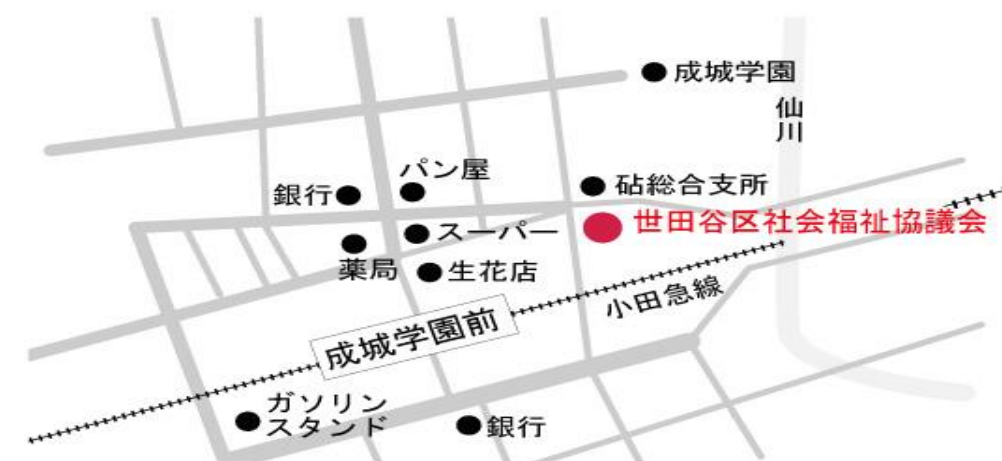 成城学園
仙川
パン屋
銀行
砧総合支所
世田谷区社会福祉協議会
スーパー
薬局
生花店
小田急線
成城学園前
ガソリン
スタンド
銀行